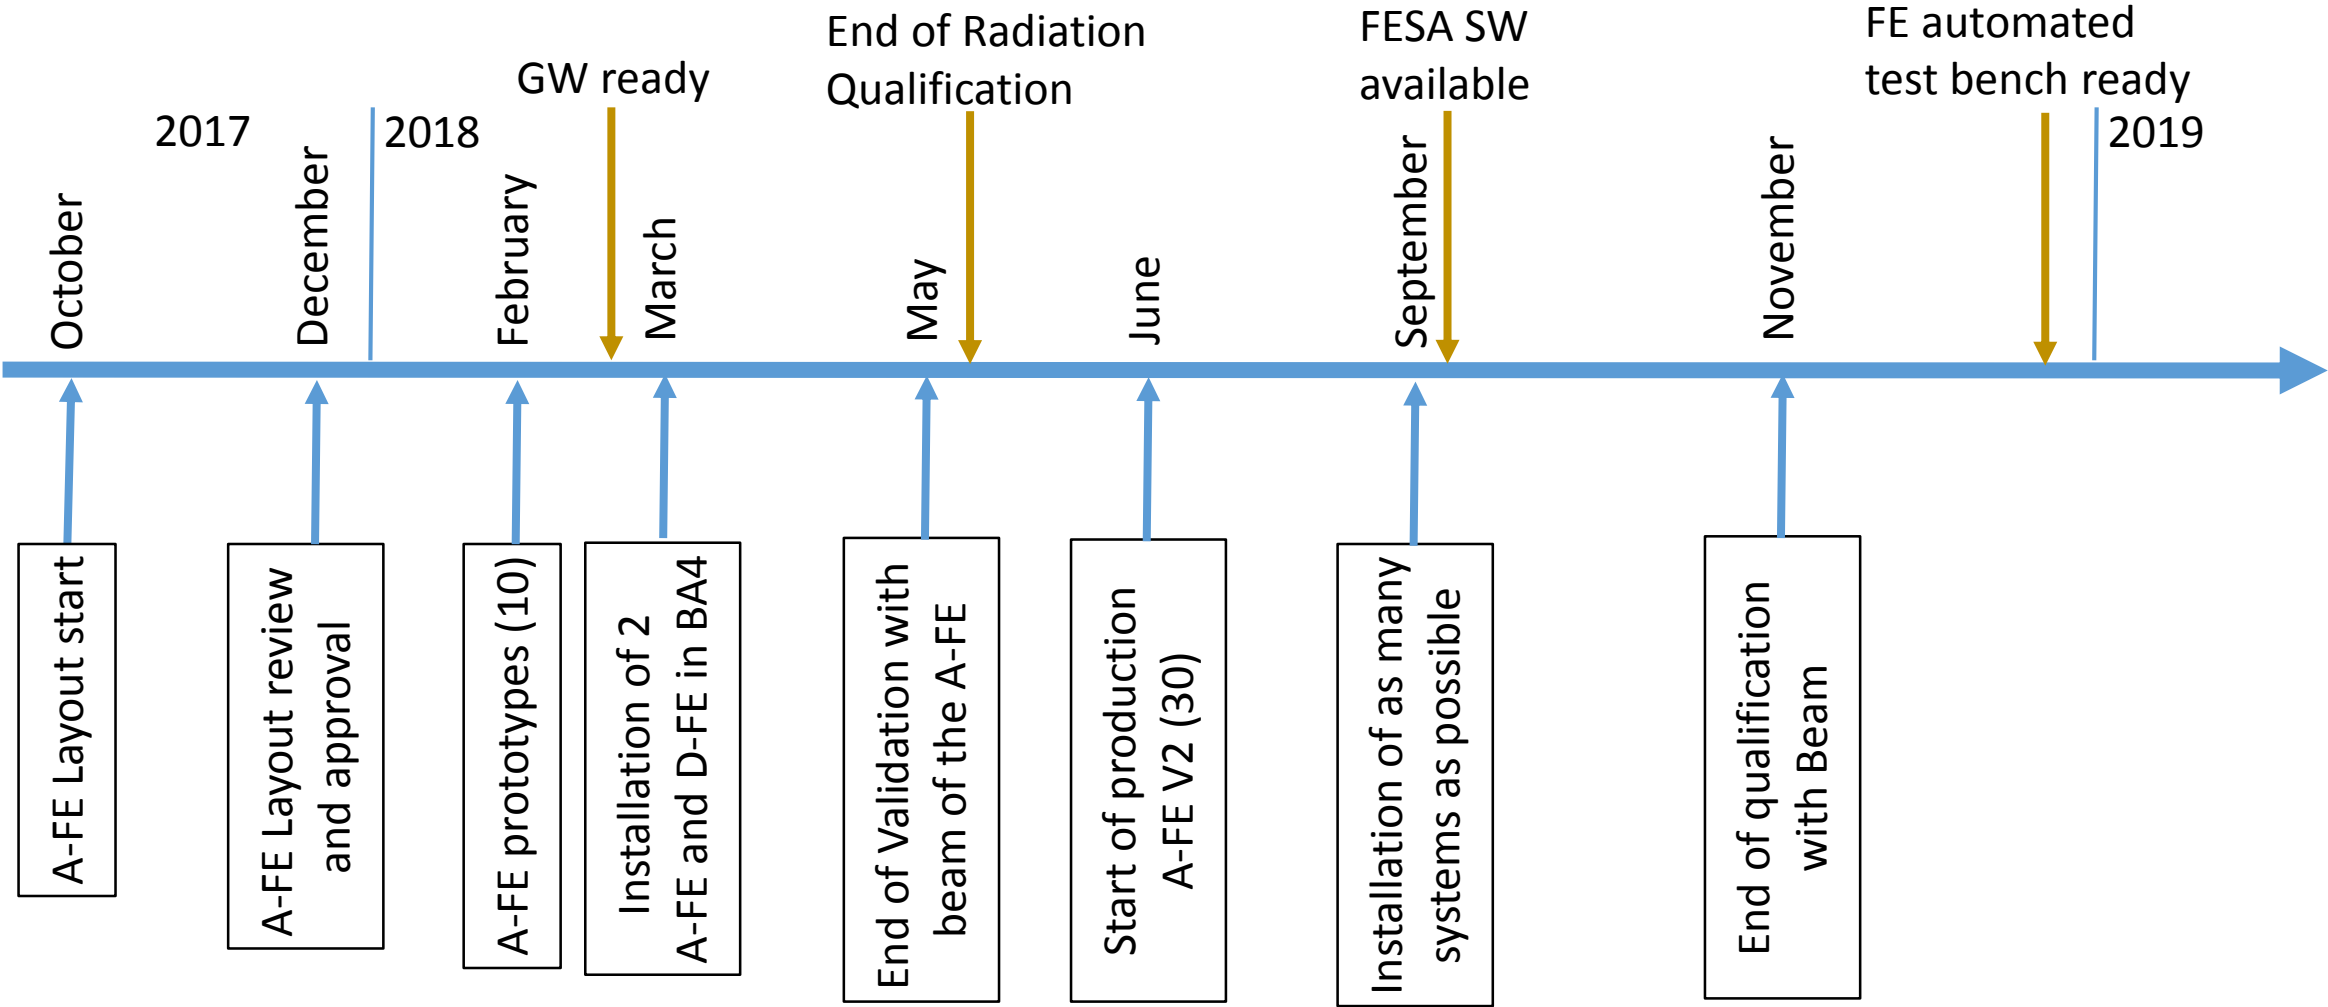 End of Radiation
Qualification
FESA SW
available
FE automated
test bench ready
GW ready
2017
2018
2019
October
December
February
March
May
June
September
November
A-FE Layout start
A-FE Layout review
and approval
A-FE prototypes (10)
Installation of 2
A-FE and D-FE in BA4
End of Validation with
beam of the A-FE
Start of production
A-FE V2 (30)
Installation of as many
systems as possible
End of qualification
with Beam